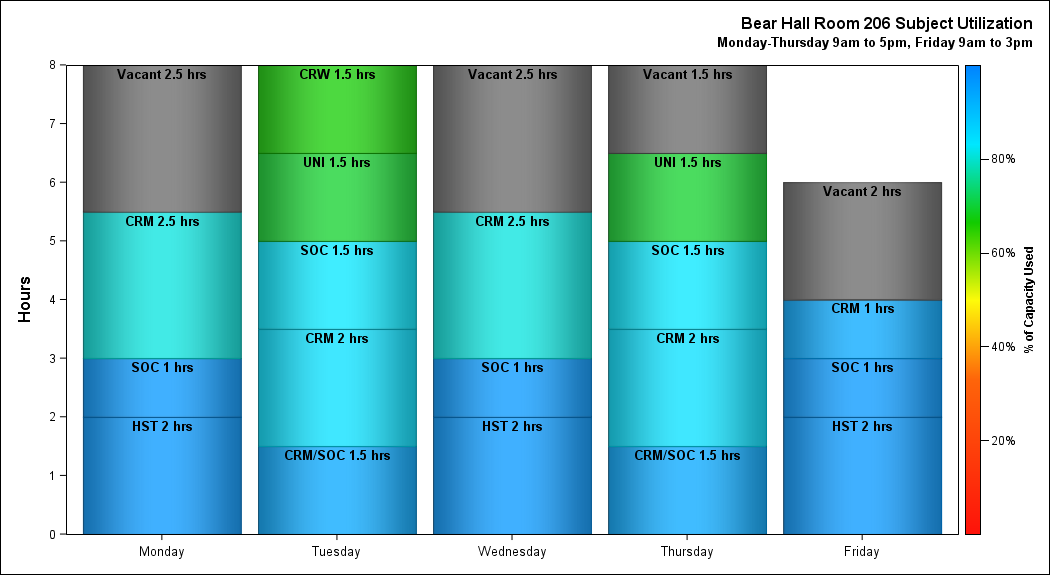 Bear Hall Room 206 Subject Utilization
Monday-Thursday 9am to 5pm, Friday 9am to 3pm
Hours
8
7
6
5
4
3
2
1
0
Vacant 2.5 hrs
CRM 2.5 hrs
SOC 1 hrs
HST 2 hrs
Monday
CRW 1.5 hrs
UNI 1.5 hrs
SOC 1.5 hrs
CRM 2 hrs
CRM/SOC 1.5 hrs
Tuesday
Vacant 2.5 hrs
CRM 2.5 hrs
SOC 1 hrs
HST 2 hrs
Wednesday
Vacant 1.5 hrs
UNI 1.5 hrs
SOC 1.5 hrs
CRM 2 hrs
CRM/SOC 1.5 hrs
Thursday
Vacant 2 hrs
CRM 1 hrs
SOC 1 hrs
HST 2 hrs
Friday
80%
60%
40%
20%
% of Capacity Used